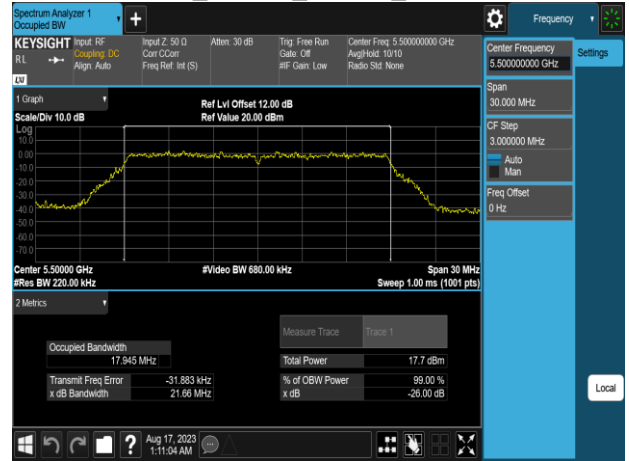 Spectrum Analyzer 1
Occupied BW
Frequency
KEYSIGHT
RL
LXI
Input: RF
Coupling: DC
Align: Auto
Input Z: 50 Ω
Corr CCorr
Freq Ref: Int (S)
Atten: 30 dB
Trig: Free Run
Gate: Off
#IF Gain: Low
Center Freq: 5.500000000 GHz
Avg|Hold: 10/10
Radio Std: None
Center Frequency
5.500000000 GHz
Settings
Span
30.000 MHz
CF Step
3.000000 MHz
Auto
Man
Freq Offset
0 Hz
Local
1 Graph
Scale/Div 10.0 dB
Ref Lvl Offset 12.00 dB
Ref Value 20.00 dBm
Log
10.0
0.00
-10.0
-20.0
-30.0
-40.0
-50.0
-60.0
-70.0
Center 5.50000 GHz
#Res BW 220.00 kHz
#Video BW 680.00 kHz
Span 30 MHz
Sweep 1.00 ms (1001 pts)
2 Metrics
Measure Trace Trace 1
Occupied Bandwidth
17.945 MHz
Total Power 17.7 dBm
Transmit Freq Error -31.883 kHz
% of OBW Power 99.00 %
x dB Bandwidth 21.66 MHz
x dB -26.00 dB
?
Aug 17, 2023
1:11:04 AM